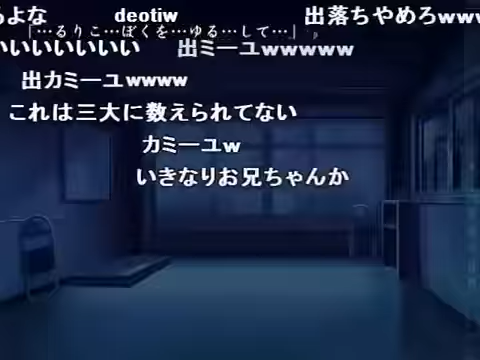 るよな
deotiw
出落ちやめろwww
「…るりこ…ぼくを…ゆる…して…」
いいいいいいい
出ミーユwwwww
出カミーユwwww
これは三大に数えられてない
カミーユw
いきなりお兄ちゃんか